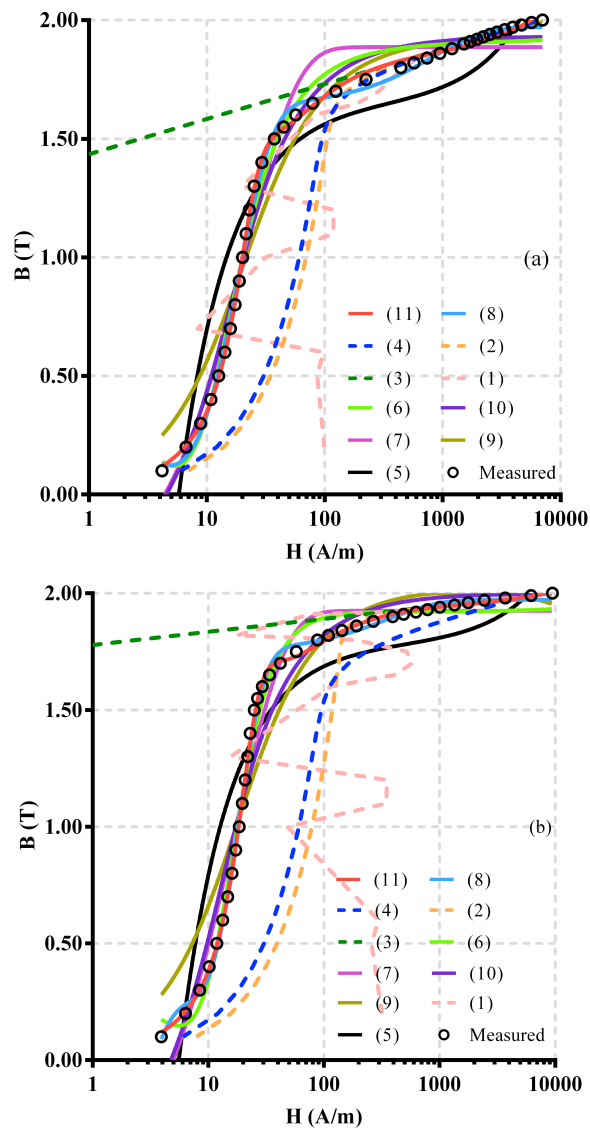 2.00
1.50
1.00
0.50
0.00
B (T)
(a)
(11) (8)
(4) (2)
(3) (1)
(6) (10)
(7) (9)
(5) Measured
1 10 100 1000 10000
H (A/m)
2.00
1.50
1.00
0.50
0.00
B (T)
(b)
(11) (8)
(4) (2)
(3) (6)
(7) (10)
(9) (1)
(5) Measured
1 10 100 1000 10000
H (A/m)